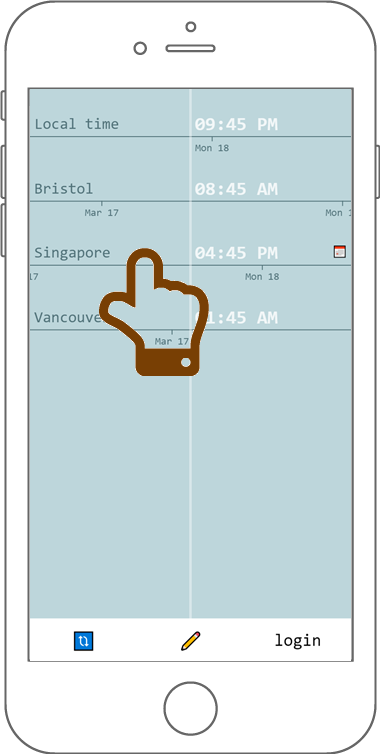 Local time 09:45 PM
Mon 18
Bristol 08:45 AM
Mar 17 Mon 1
Singapore 04:45 PM
17 Mon 18
Vancouve 1:45 AM
Mar 17
login